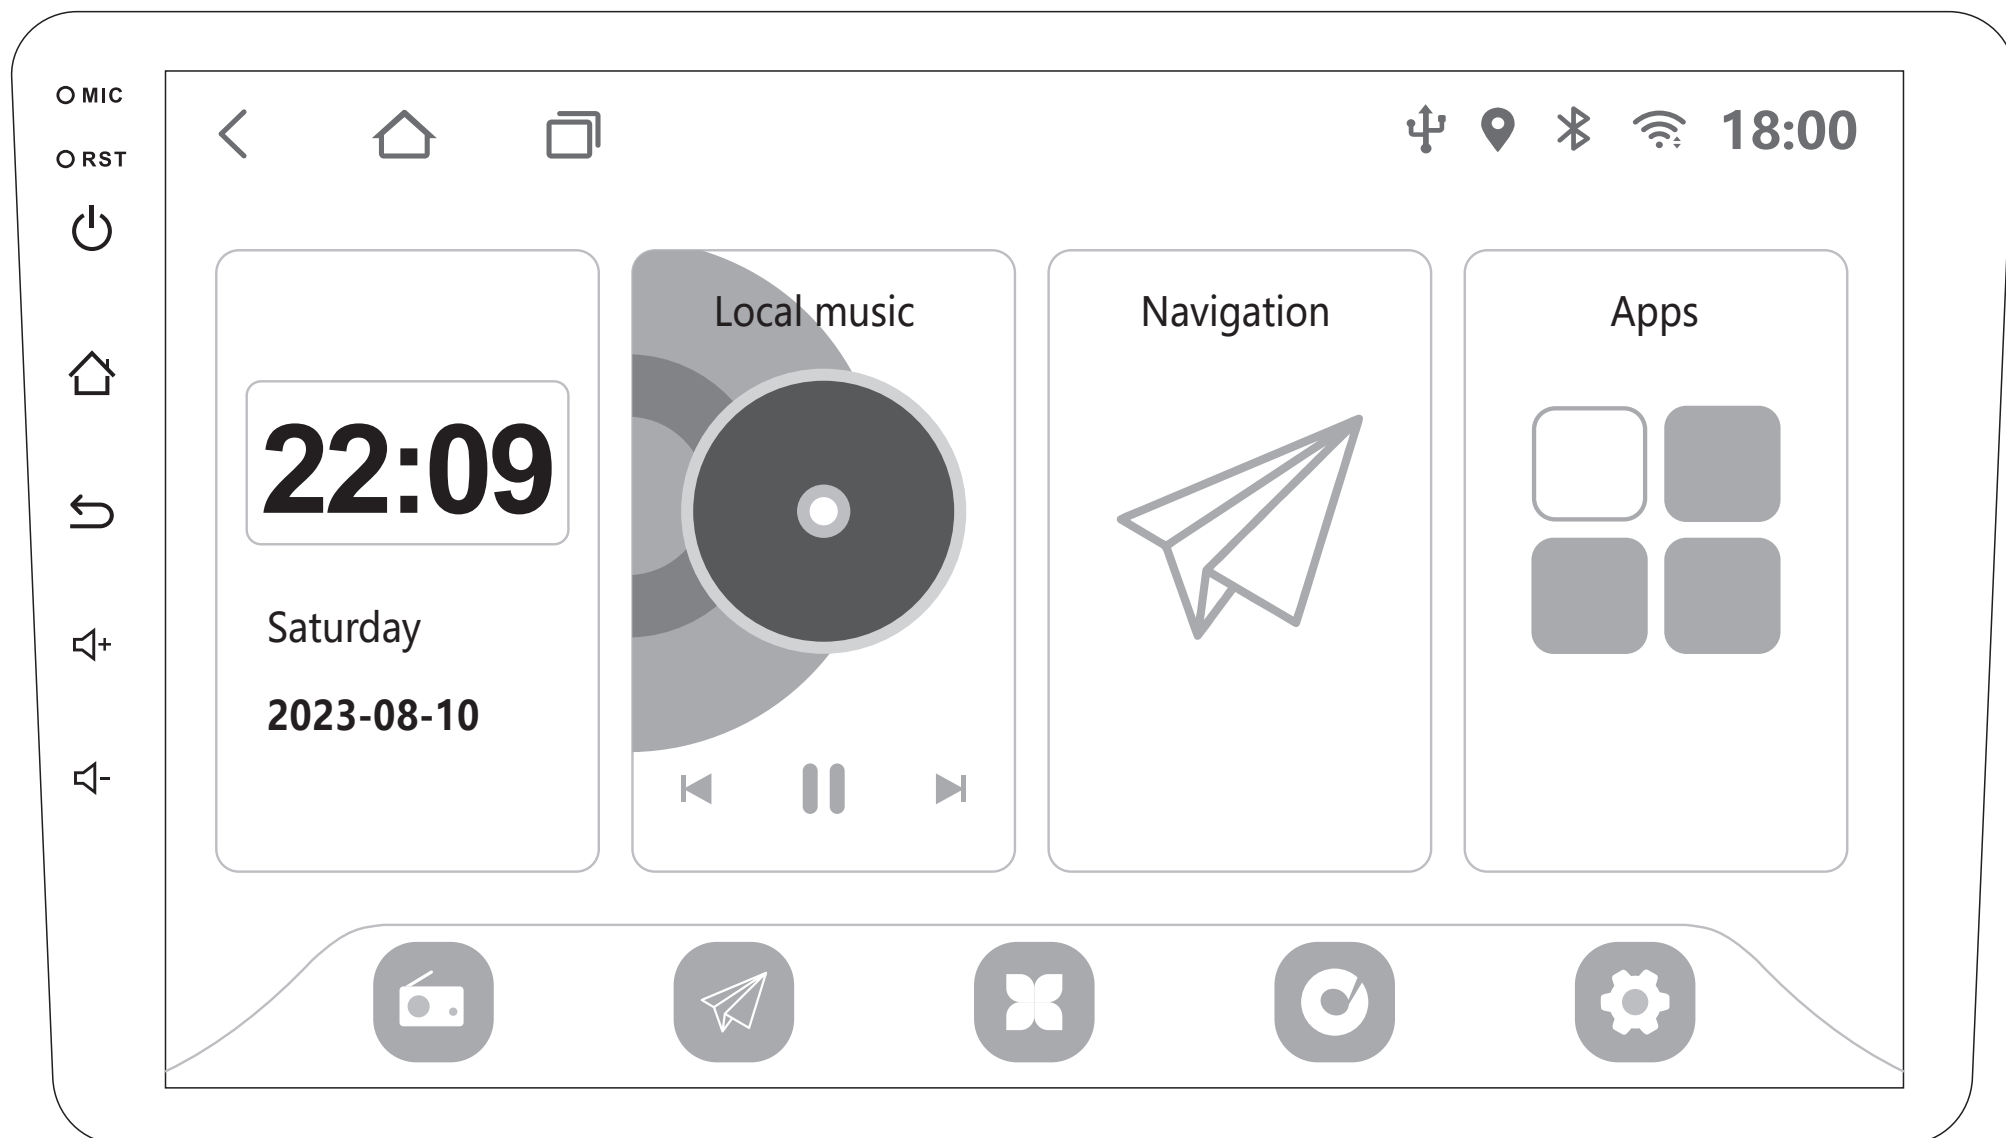 MIC
RST
18:00
22:09
Saturday
2023-08-10
Local music
Navigation
Apps